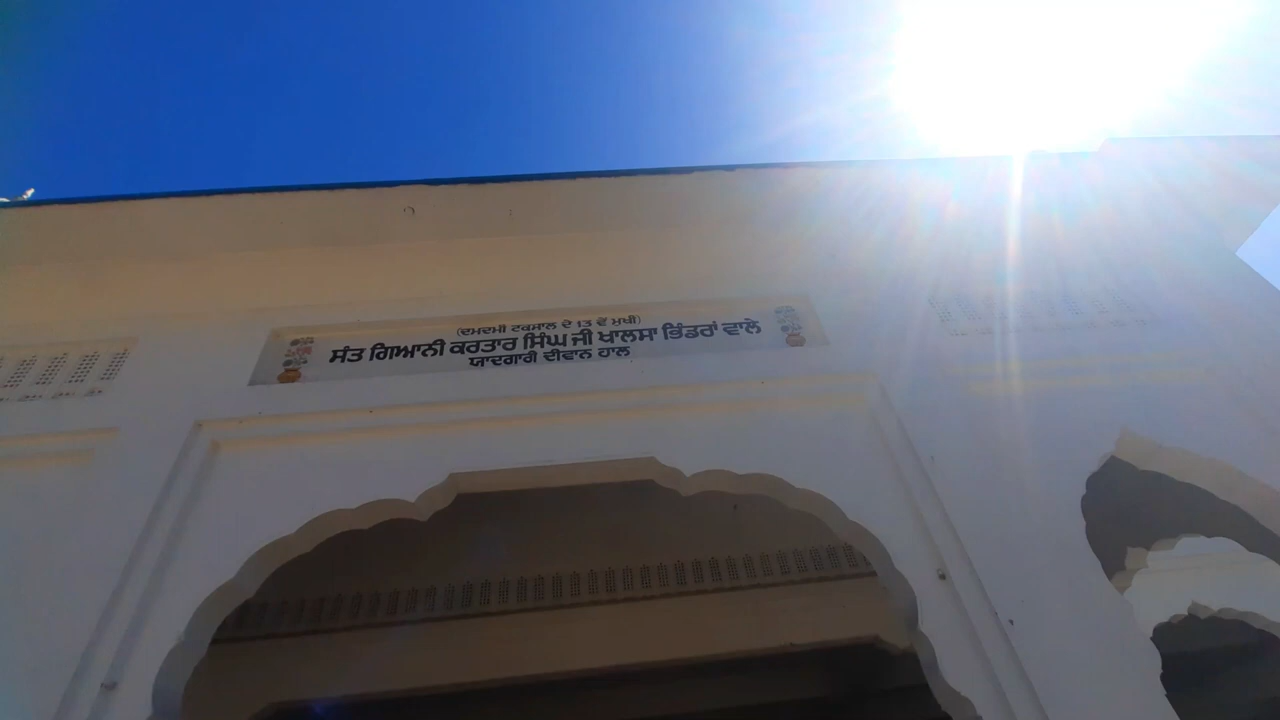 (ਦਮਦਮੀ ਟਕਸਾਲ ਦੇ 13 ਵੇਂ ਮੁਖੀ)
ਸੰਤ ਗਿਆਨੀ ਕਰਤਾਰ ਸਿੰਘ ਜੀ ਖਾਲਸਾ ਭਿੰਡਰਾਂ ਵਾਲੇ
ਯਾਦਗਾਰੀ ਦੀਵਾਨ ਹਾਲ